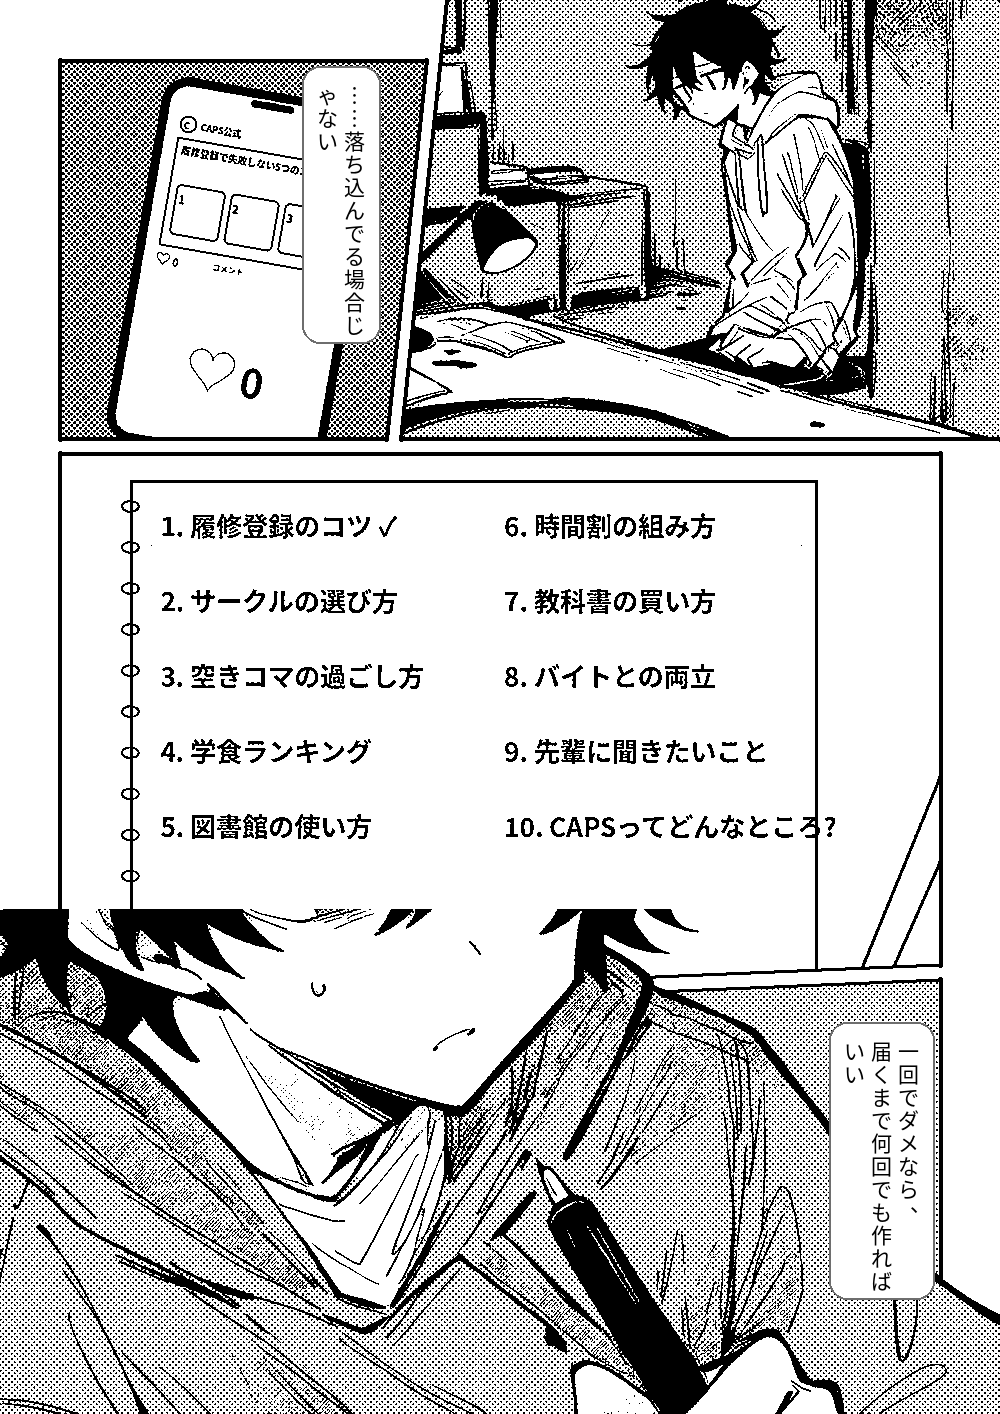 ……落ち込んでる場合じ
ゃない
CAPS公式
履修登録で失敗しない5つの
1
2
3
0
コメント
0
1. 履修登録のコツ ✓
2. サークルの選び方
3. 空きコマの過ごし方
4. 学食ランキング
5. 図書館の使い方
6. 時間割の組み方
7. 教科書の買い方
8. バイトとの両立
9. 先輩に聞きたいこと
10. CAPSってどんなところ?
一回でダメなら、
届くまで何回でも作れば
いい